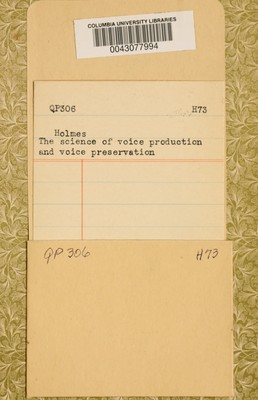 COLUMBIA UNIVERSITY LIBRARIES
0043077994
QP306 H73
Holmes
The science of voice production
and voice preservation
QP 306 H73